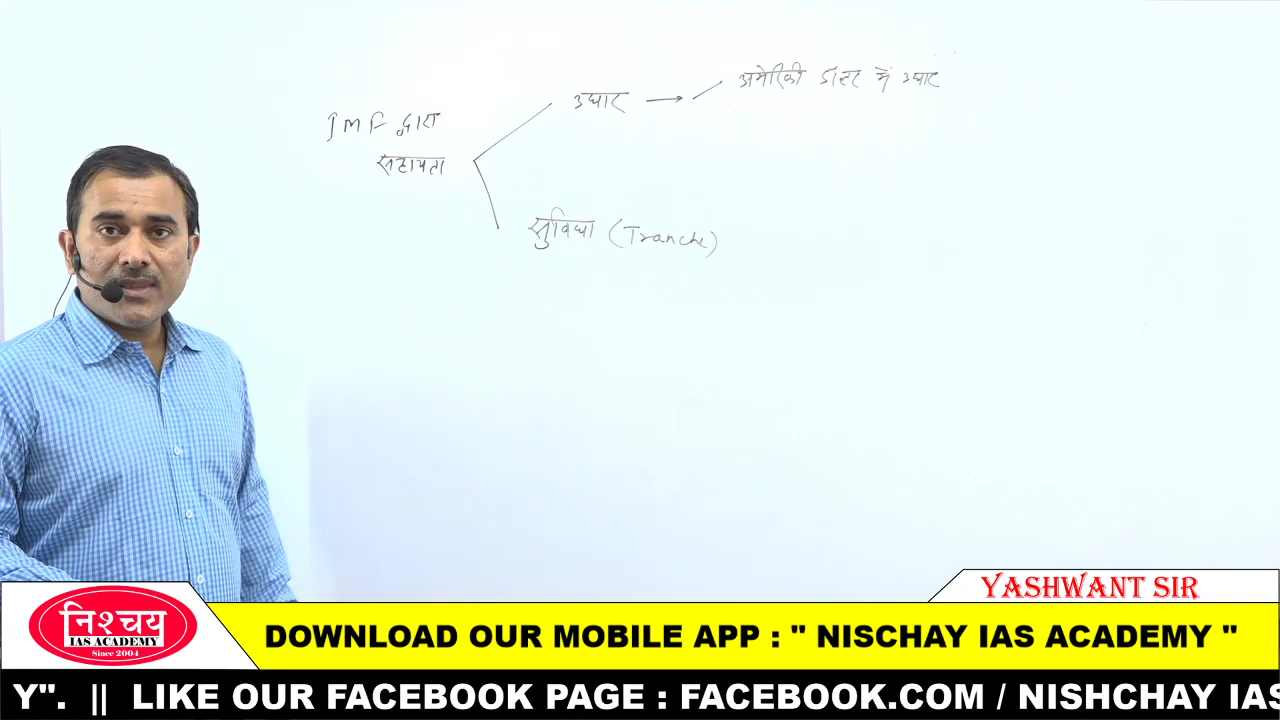 अमेरिकी डॉलर में उधार
उधार
IMF द्वारा
सहायता
सुविधा (Tranche)
YASHWANT SIR
निश्चय
IAS ACADEMY
Since 2004
DOWNLOAD OUR MOBILE APP : " NISCHAY IAS ACADEMY "
Y". || LIKE OUR FACEBOOK PAGE : FACEBOOK.COM / NISHCHAY IAS